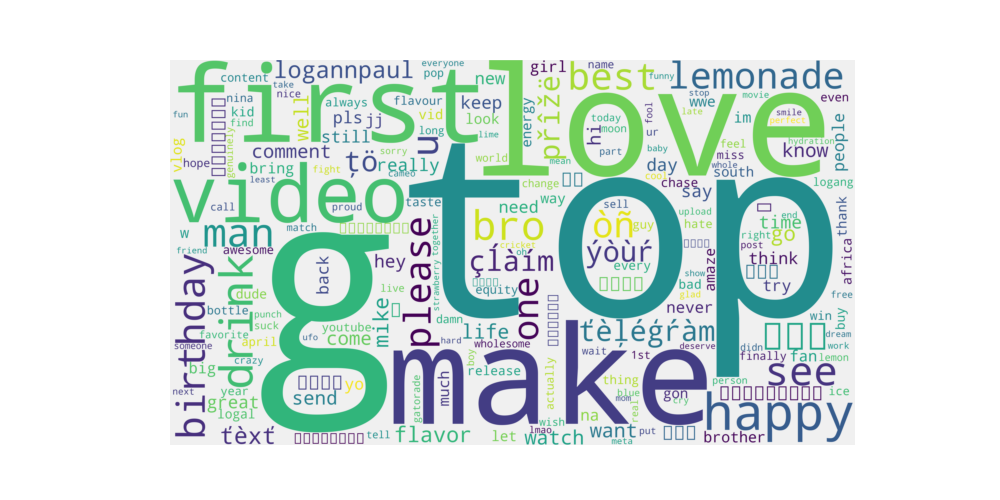 first
love
top
g
make
video
content
take
nice
logannpaul
everyone
pop
new
girl
name
best
funny
stop
movie
lemonade
even
fun
nina
kid
find
genuinely
well
always
pls
jj
flavour
vid
keep
look
energy
přížë
hi
today
moon
fool
ur
wwe
late
im
smile
perfect
people
vlog
hope
bring
comment
still
ţö
really
u
long
lime
world
mean
part
baby
whole
day
feel
miss
hydration
know
least
sorry
fight
cameo
taste
change
cool
chase
south
logang
call
proud
need
way
sell
say
w
man
match
together
bro
òñ
guy
upload
hate
time
right
end
go
thank
africa
awesome
friend
hey
please
cricket
oh
çlàím
ýòùŕ
every
amaze
post
think
birthday
drink
back
strawberry
equity
one
bad
show
glad
try
free
dude
bottle
live
mike
damn
life
wholesome
ţèļéģŕàm
never
win
buy
dream
favorite
punch
suck
april
ufo
youtube
come
hard
wait
1st
deserve
didn
finally
fan
lemon
work
someone
crazy
big
boy
release
actually
thing
gon
see
next
year
great
logal
yo
send
much
gatorade
blue
mom
real
cry
person
ice
happy
ťèxť
tell
flavor
let
lmao
wish
watch
na
want
meta
put
brother